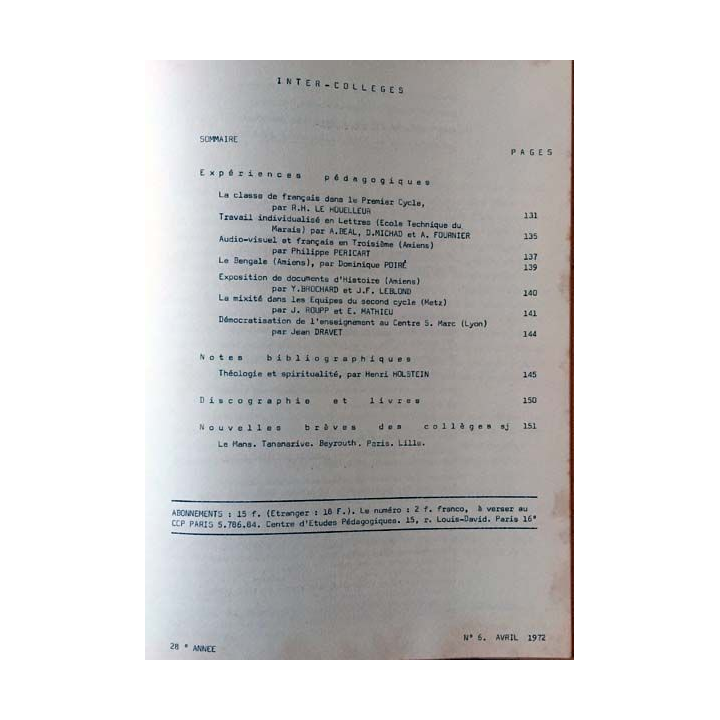 INTER-COLLEGES
SOMMAIRE
PAGES
Expériences pédagogiques
La classe de français dans le Premier Cycle,
par R.H. LE HOUELLEUR 131
Travail individualisé en Lettres (Ecole Technique du
Marais) par A.BEAL, D.MICHAD et A. FOURNIER 135
Audio-visuel et français en Troisième (Amiens)
par Philippe PERICART 137
Le Bengale (Amiens), par Dominique POIRÉ 139
Exposition de documents d'Histoire (Amiens)
par Y.BROCHARD et J.F. LEBLOND 140
La mixité dans les Equipes du second cycle (Metz)
par J. ROUPP et E. MATHIEU 141
Démocratisation de l'enseignement au Centre S. Marc (Lyon)
par Jean DRAVET 144
Notes bibliographiques
Théologie et spiritualité, par Henri HOLSTEIN 145
Discographie et livres 150
Nouvelles brèves des collèges sj 151
Le Mans. Tananarive. Beyrouth. Paris. Lille.
ABONNEMENTS : 15 f. (Etranger : 18 F.). Le numéro : 2 f. franco, à verser au
CCP PARIS 5.786.84. Centre d'Etudes Pédagogiques. 15, r. Louis-David. Paris 16°
N° 6. AVRIL 1972
28 ° ANNEE